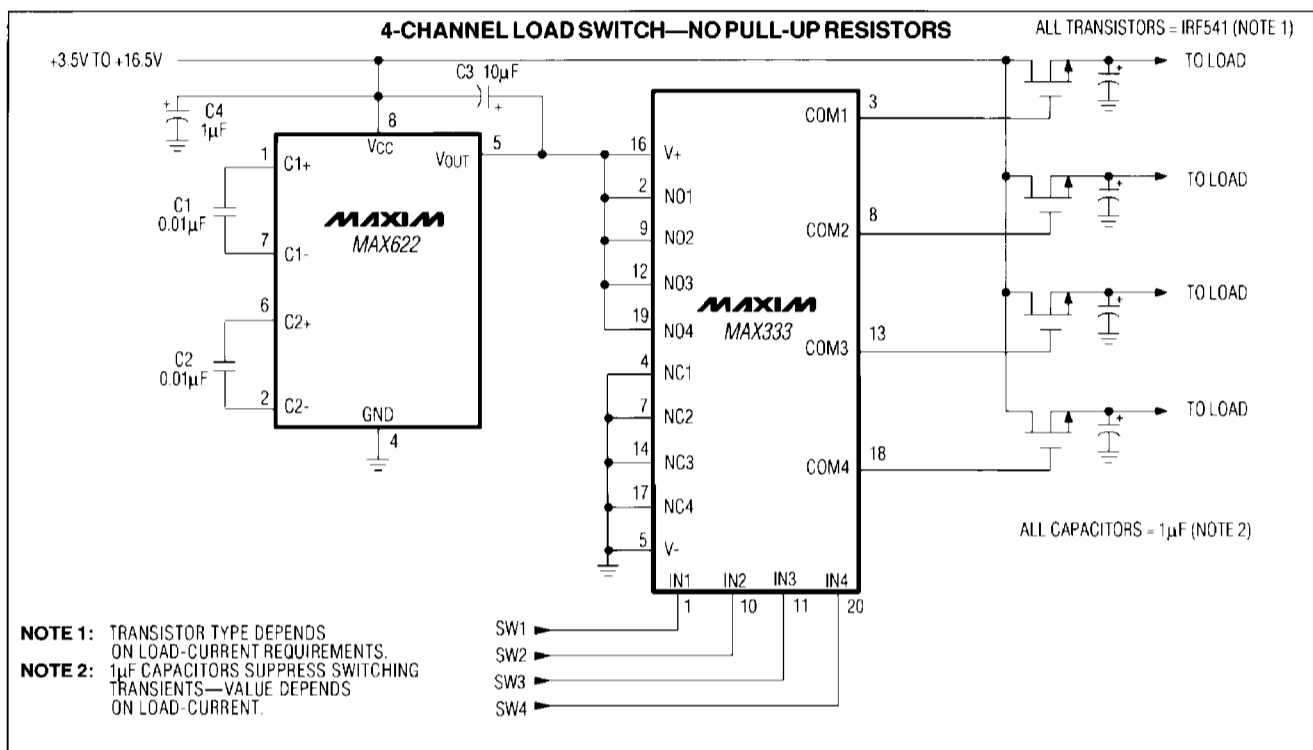 4-CHANNEL LOAD SWITCH—NO PULL-UP RESISTORS
ALL TRANSISTORS = IRF541 (NOTE 1)
+3.5V TO +16.5V
C3 10µF
+
+
C4
1µF
8
VCC
VOUT
5
1
C1+
C1
0.01µF
7
C1-
MAXIM
MAX622
6
C2+
C2
0.01µF
2
C2-
GND
4
16
V+
2
NO1
9
NO2
12
NO3
19
NO4
4
NC1
7
NC2
14
NC3
17
NC4
5
V-
MAXIM
MAX333
COM1
3
COM2
8
COM3
13
COM4
18
IN1
IN2
IN3
IN4
1
10
11
20
+
TO LOAD
+
TO LOAD
+
TO LOAD
+
TO LOAD
ALL CAPACITORS = 1µF (NOTE 2)
SW1
SW2
SW3
SW4
NOTE 1: TRANSISTOR TYPE DEPENDS
ON LOAD-CURRENT REQUIREMENTS.
NOTE 2: 1µF CAPACITORS SUPPRESS SWITCHING
TRANSIENTS—VALUE DEPENDS
ON LOAD-CURRENT.